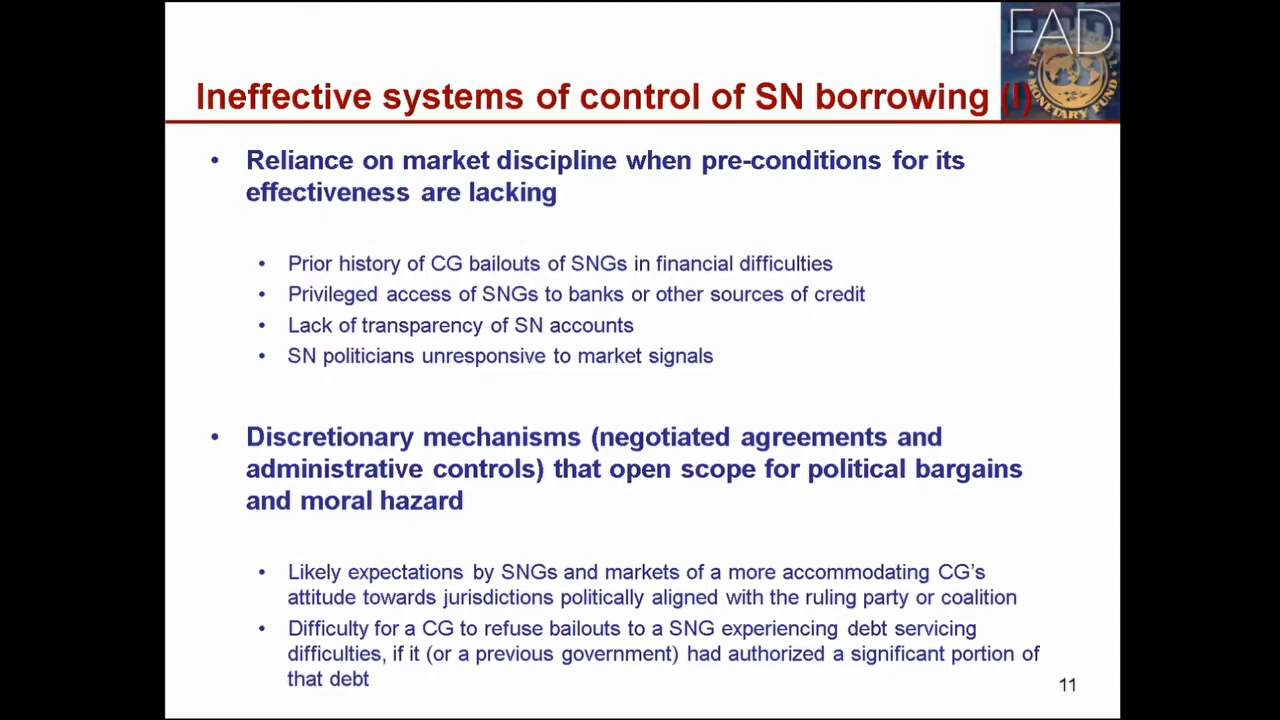 FAD
Ineffective systems of control of SN borrowing (I)
MONETARY FUND
• Reliance on market discipline when pre-conditions for its
effectiveness are lacking
• Prior history of CG bailouts of SNGs in financial difficulties
• Privileged access of SNGs to banks or other sources of credit
• Lack of transparency of SN accounts
• SN politicians unresponsive to market signals
• Discretionary mechanisms (negotiated agreements and
administrative controls) that open scope for political bargains
and moral hazard
• Likely expectations by SNGs and markets of a more accommodating CG’s
attitude towards jurisdictions politically aligned with the ruling party or coalition
• Difficulty for a CG to refuse bailouts to a SNG experiencing debt servicing
difficulties, if it (or a previous government) had authorized a significant portion of
that debt
11